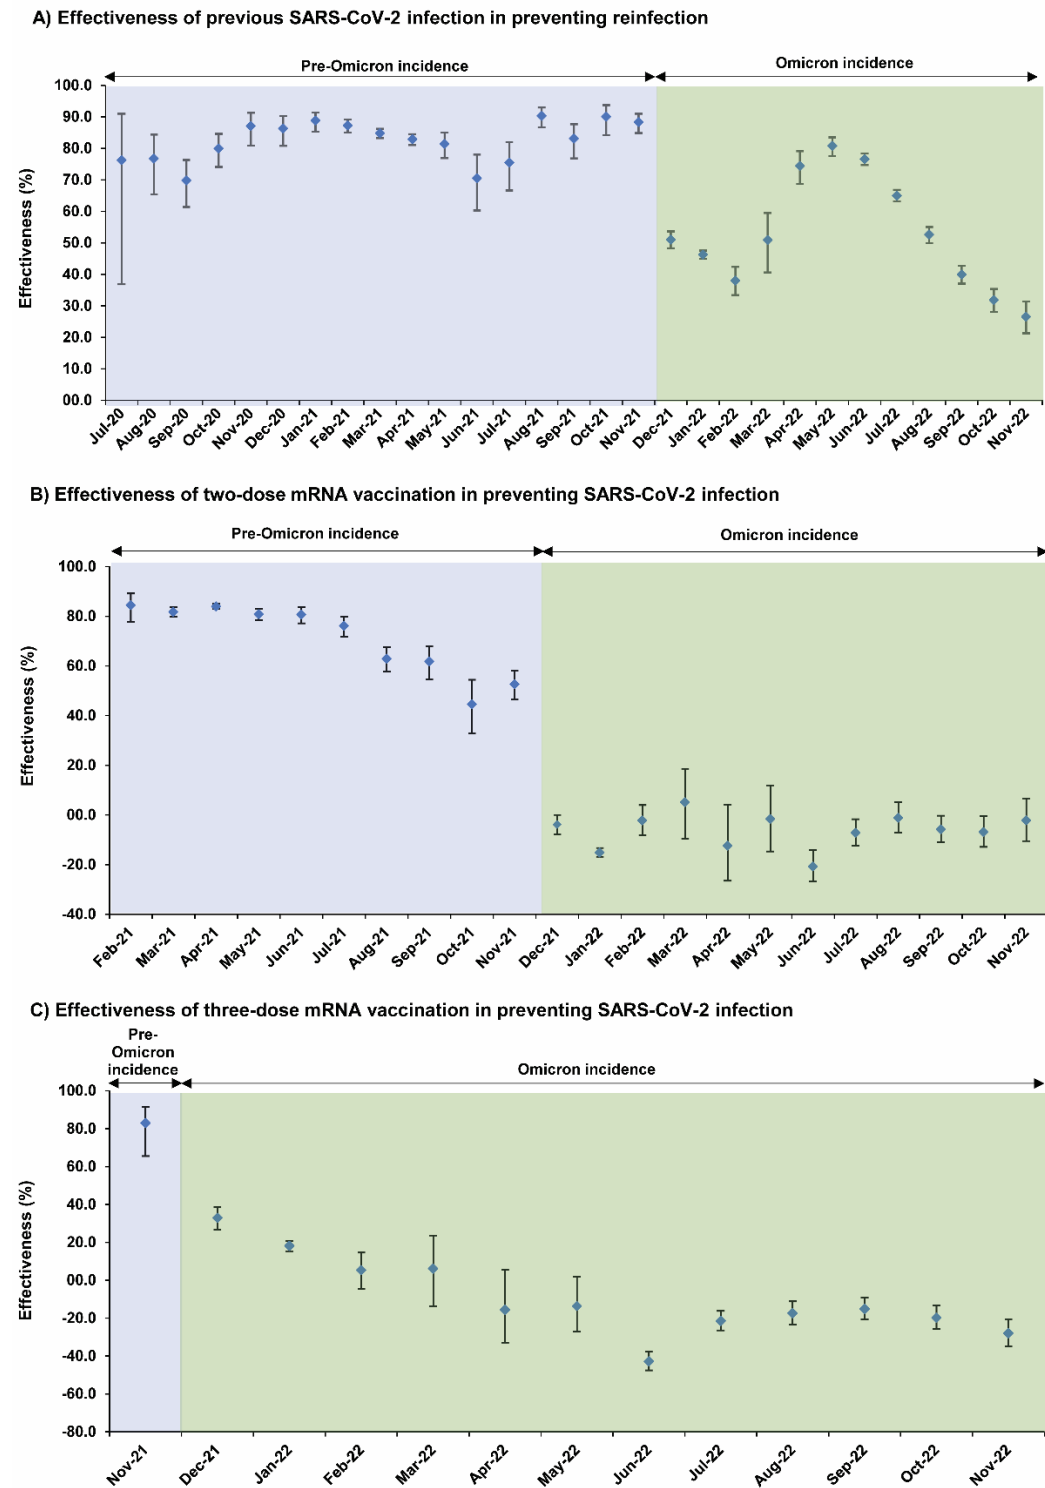 A) Effectiveness of previous SARS-CoV-2 infection in preventing reinfection
Pre-Omicron incidence
Omicron incidence
Effectiveness (%)
100.0
90.0
80.0
70.0
60.0
50.0
40.0
30.0
20.0
10.0
00.0
Jul-20 Aug-20 Sep-20 Oct-20 Nov-20 Dec-20 Jan-21 Feb-21 Mar-21 Apr-21 May-21 Jun-21 Jul-21 Aug-21 Sep-21 Oct-21 Nov-21 Dec-21 Jan-22 Feb-22 Mar-22 Apr-22 May-22 Jun-22 Jul-22 Aug-22 Sep-22 Oct-22 Nov-22
B) Effectiveness of two-dose mRNA vaccination in preventing SARS-CoV-2 infection
Pre-Omicron incidence
Omicron incidence
Effectiveness (%)
100.0
80.0
60.0
40.0
20.0
00.0
-20.0
-40.0
Feb-21 Mar-21 Apr-21 May-21 Jun-21 Jul-21 Aug-21 Sep-21 Oct-21 Nov-21 Dec-21 Jan-22 Feb-22 Mar-22 Apr-22 May-22 Jun-22 Jul-22 Aug-22 Sep-22 Oct-22 Nov-22
C) Effectiveness of three-dose mRNA vaccination in preventing SARS-CoV-2 infection
Pre-
Omicron
incidence
Omicron incidence
Effectiveness (%)
100.0
80.0
60.0
40.0
20.0
00.0
-20.0
-40.0
-60.0
-80.0
Nov-21 Dec-21 Jan-22 Feb-22 Mar-22 Apr-22 May-22 Jun-22 Jul-22 Aug-22 Sep-22 Oct-22 Nov-22